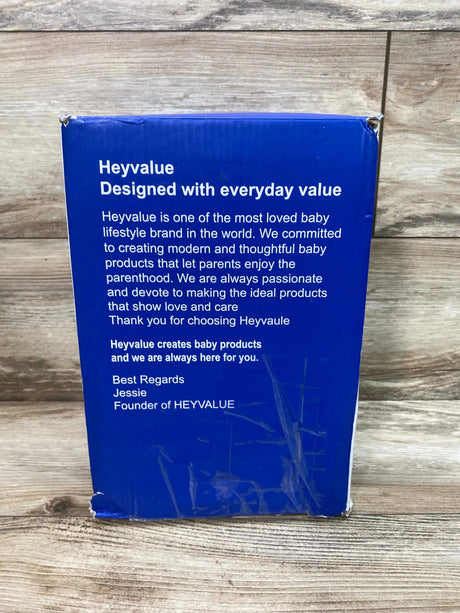 Heyvalue
Designed with everyday value
Heyvalue is one of the most loved baby
lifestyle brand in the world. We committed
to creating modern and thoughtful baby
products that let parents enjoy the
parenthood. We are always passionate
and devote to making the ideal products
that show love and care
Thank you for choosing Heyvaule
Heyvalue creates baby products
and we are always here for you.
Best Regards
Jessie
Founder of HEYVALUE